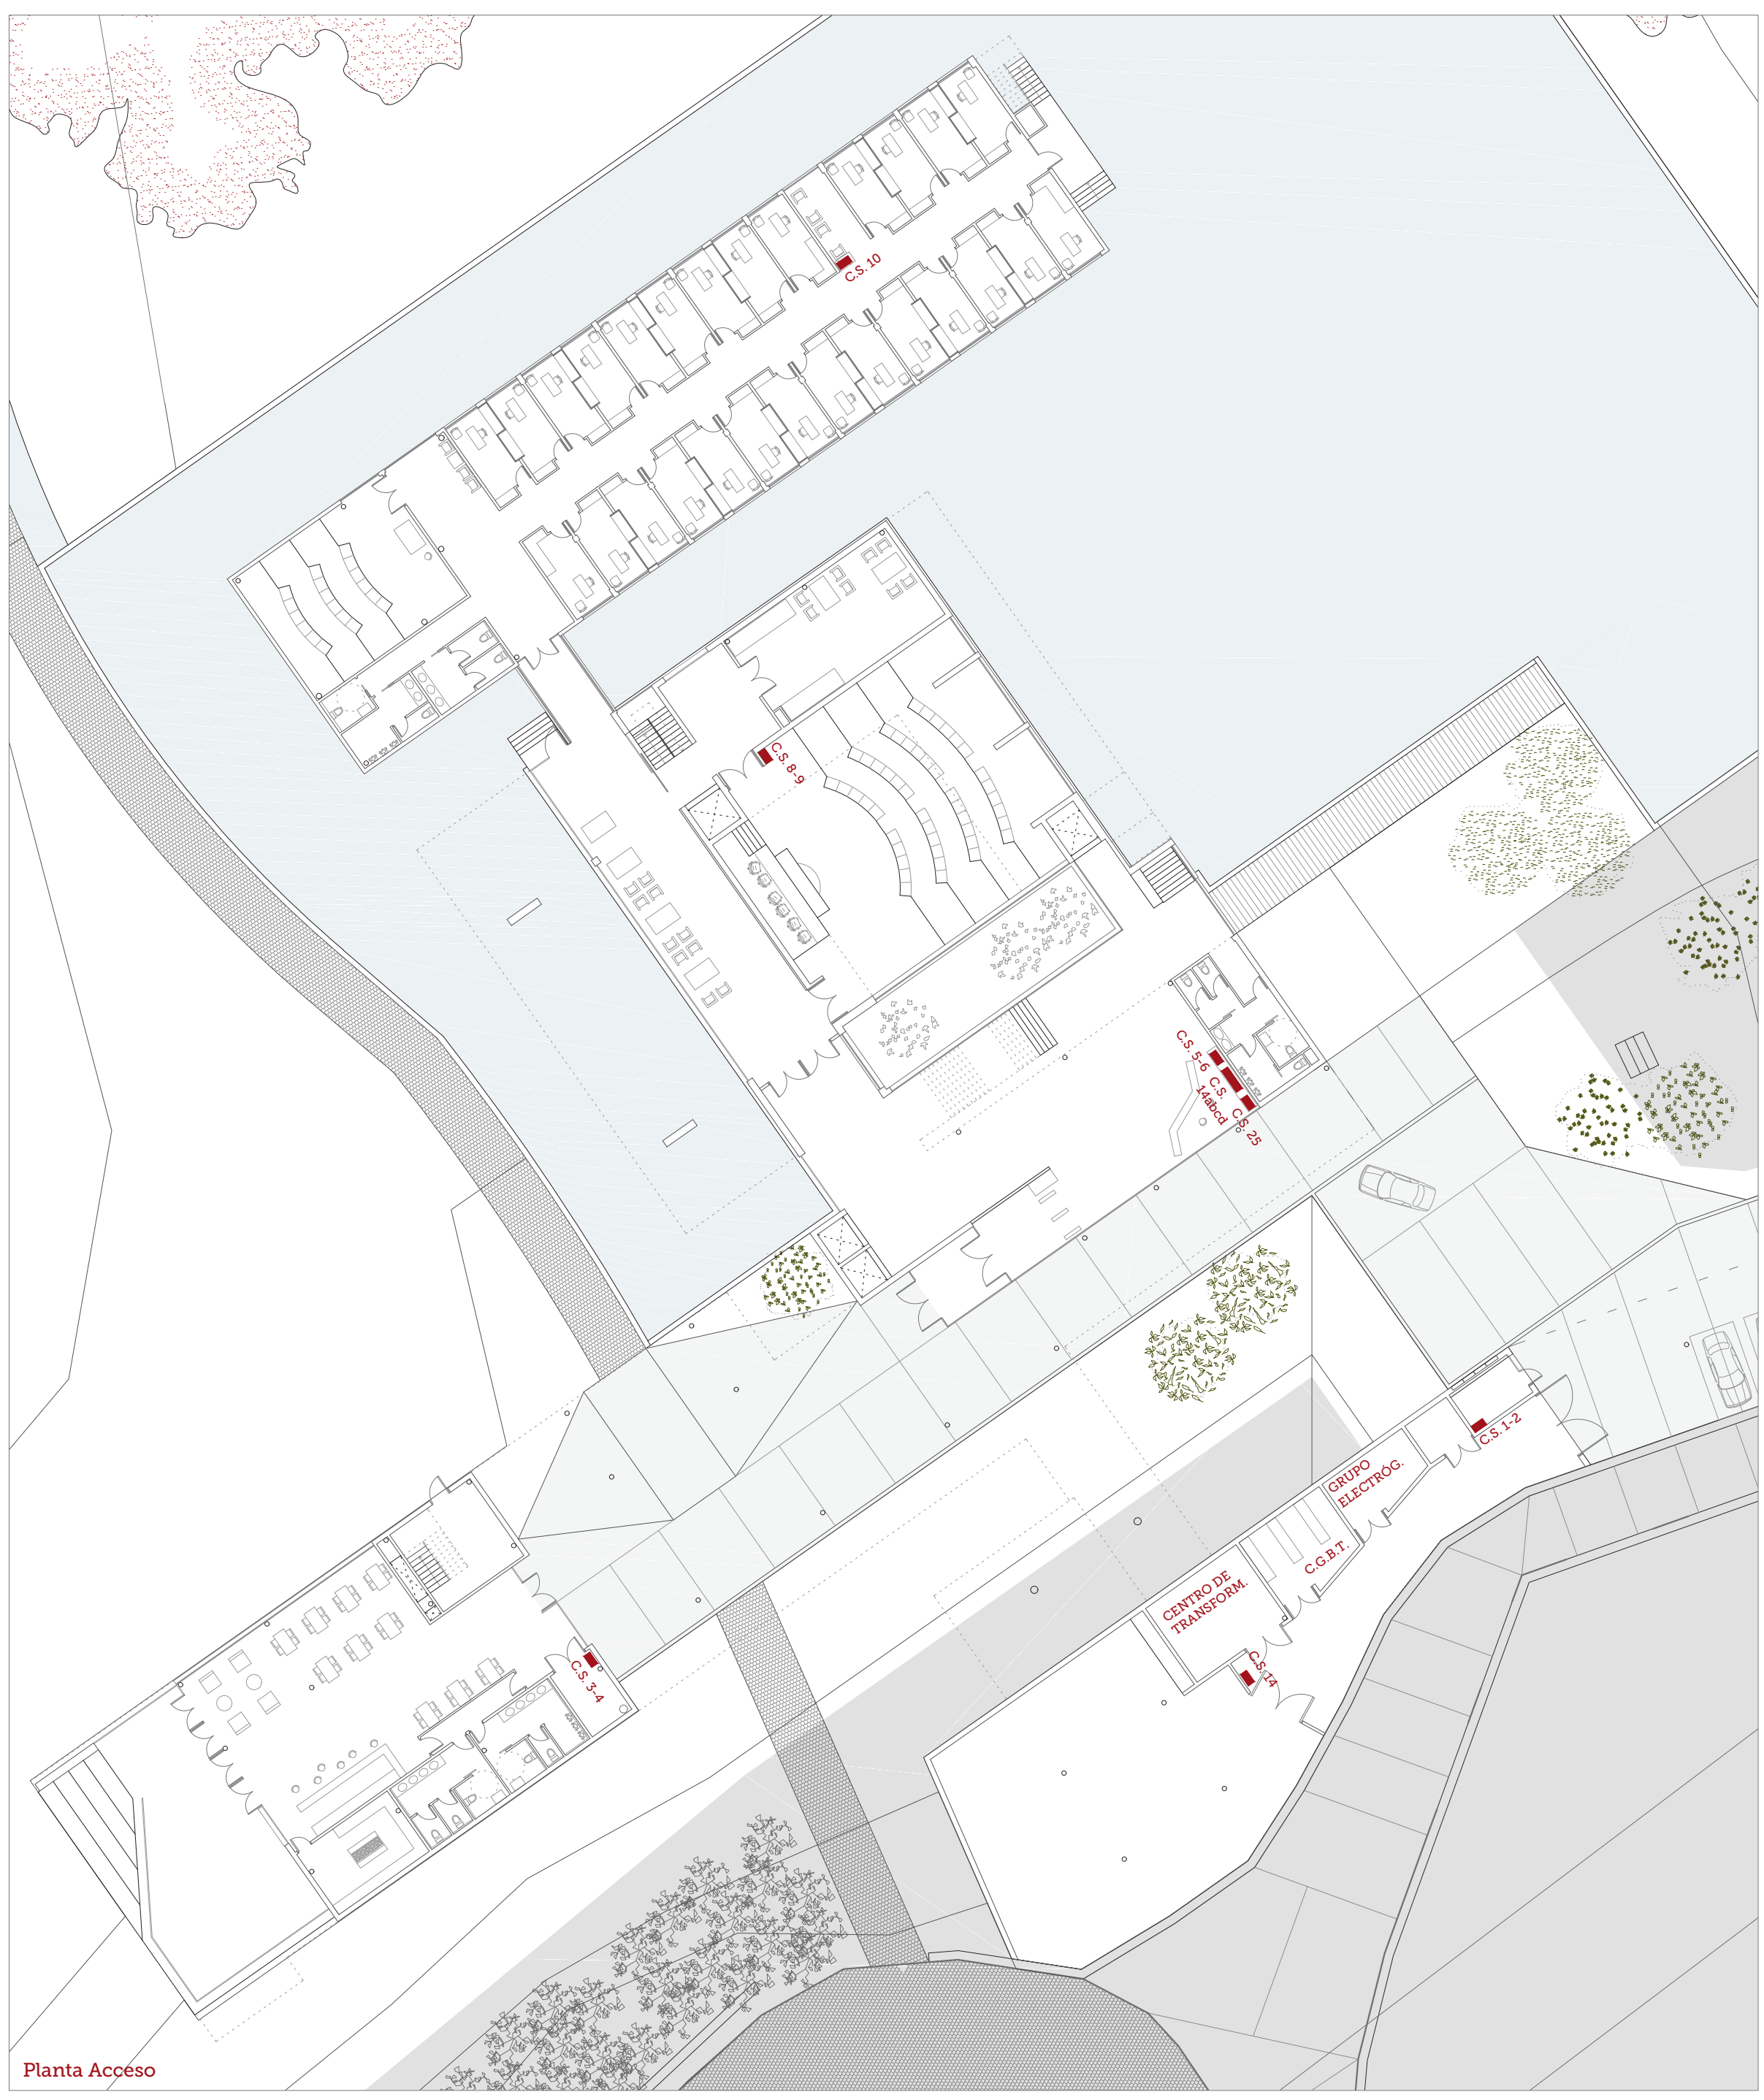 C.S. 10
C.S. 8-9
C.S. 5-6
C.S.
14abcd
C.S. 25
C.S. 1-2
GRUPO
ELECTRÓG.
C.G.B.T.
CENTRO DE
TRANSFORM.
C.S. 14
C.S. 3-4
Planta Acceso